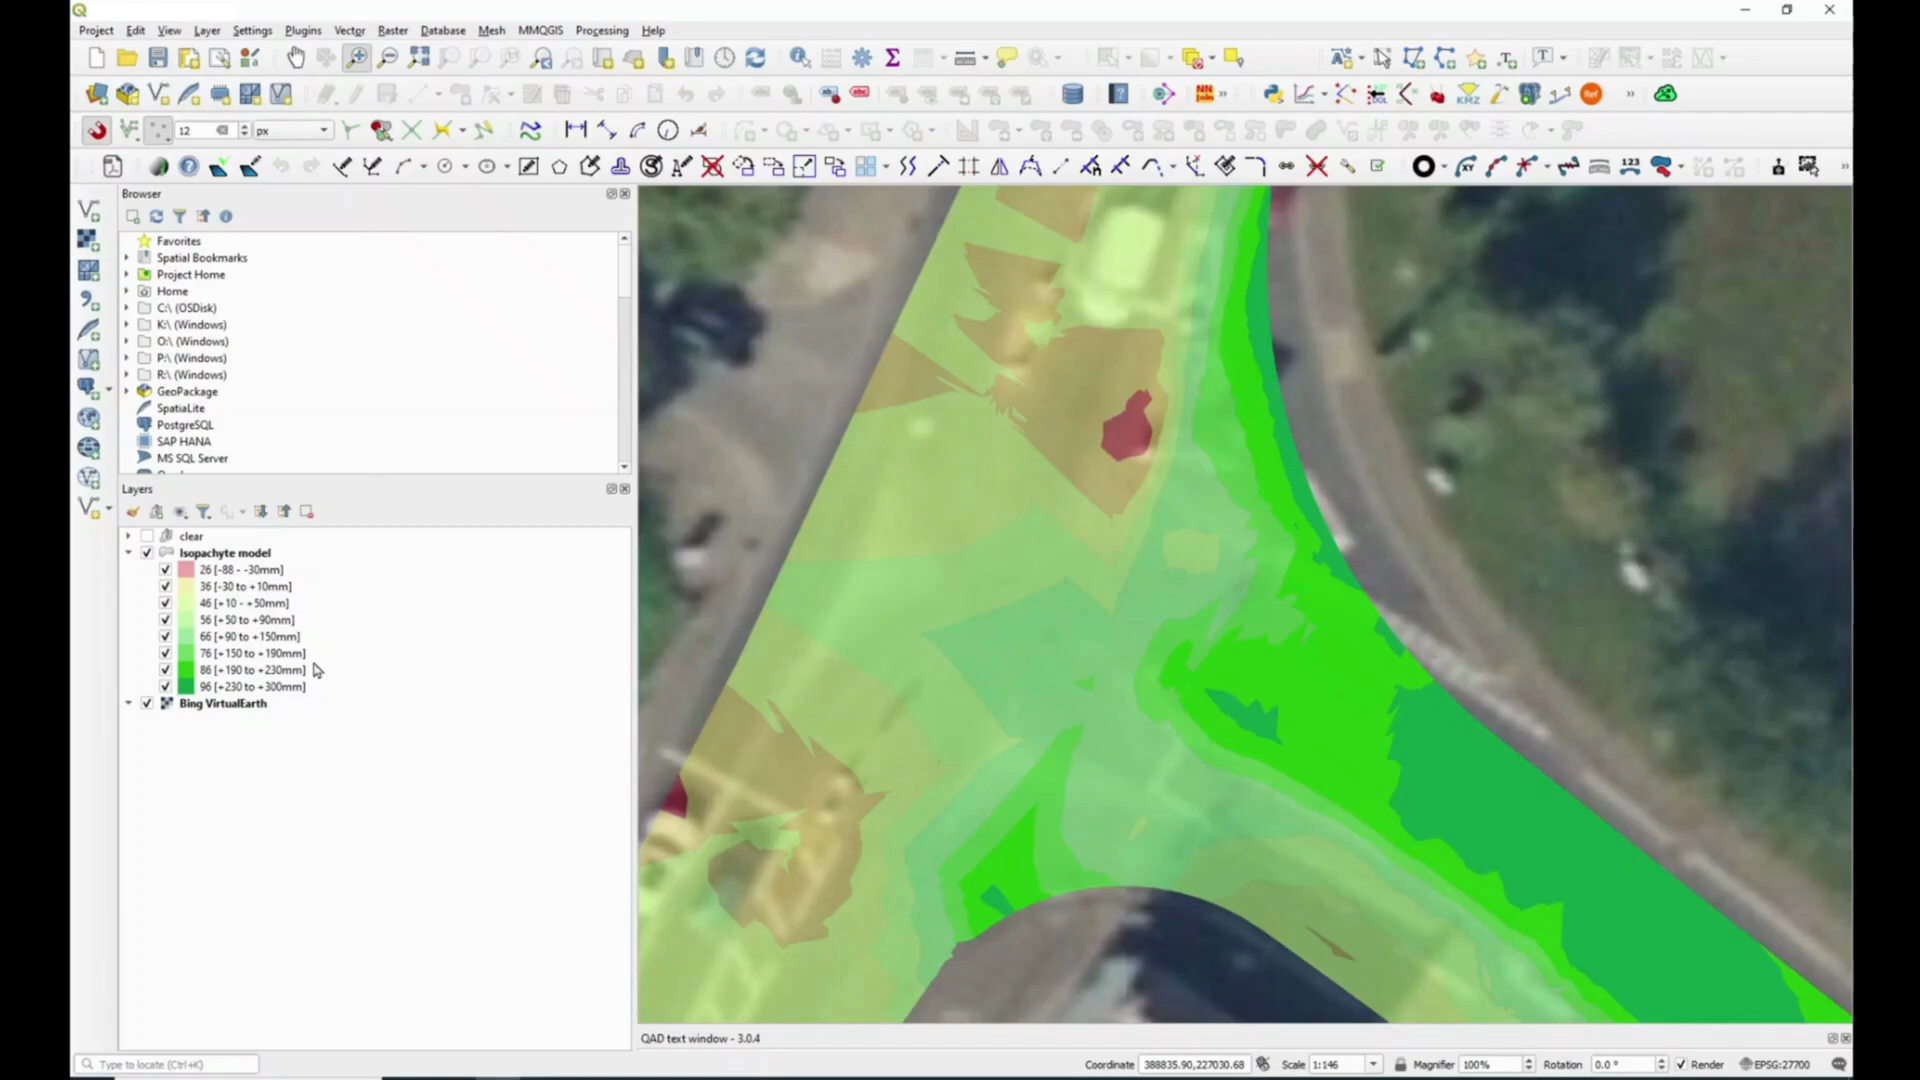 Project Edit View Layer Settings Plugins Vector Raster Database Mesh MMQGIS Processing Help
12 px
123
Browser
Favorites
Spatial Bookmarks
Project Home
Home
C:\ (OSDisk)
K:\ (Windows)
O:\ (Windows)
P:\ (Windows)
R:\ (Windows)
GeoPackage
SpatiaLite
PostgreSQL
SAP HANA
MS SQL Server
Layers
clear
Isopachyte model
26 [-88 - -30mm]
36 [-30 to +10mm]
46 [+10 - +50mm]
56 [+50 to +90mm]
66 [+90 to +150mm]
76 [+150 to +190mm]
86 [+190 to +230mm]
96 [+230 to +300mm]
Bing VirtualEarth
QAD text window - 3.0.4
Type to locate (Ctrl+K) Coordinate 388835.90,227030.68 Scale 1:146 Magnifier 100% Rotation 0.0 ° Render EPSG:27700